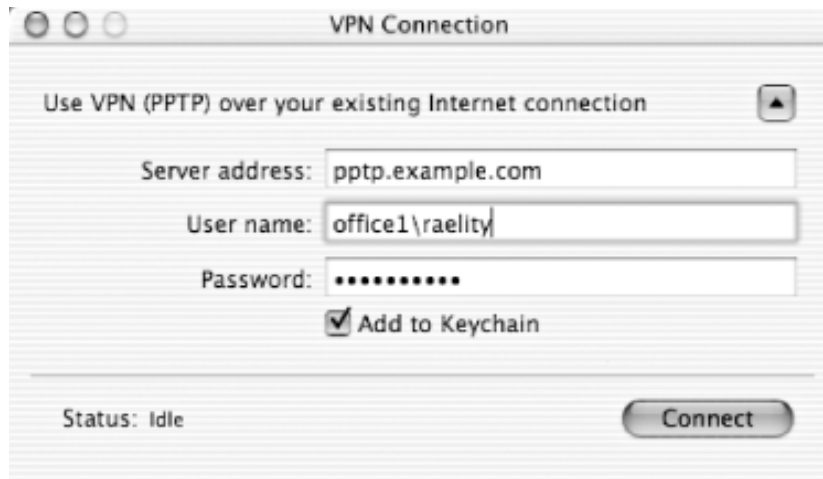 VPN Connection
Use VPN (PPTP) over your existing Internet connection
Server address: pptp.example.com
User name: office1\raelity
Password: ••••••••••
Add to Keychain
Status: Idle
Connect